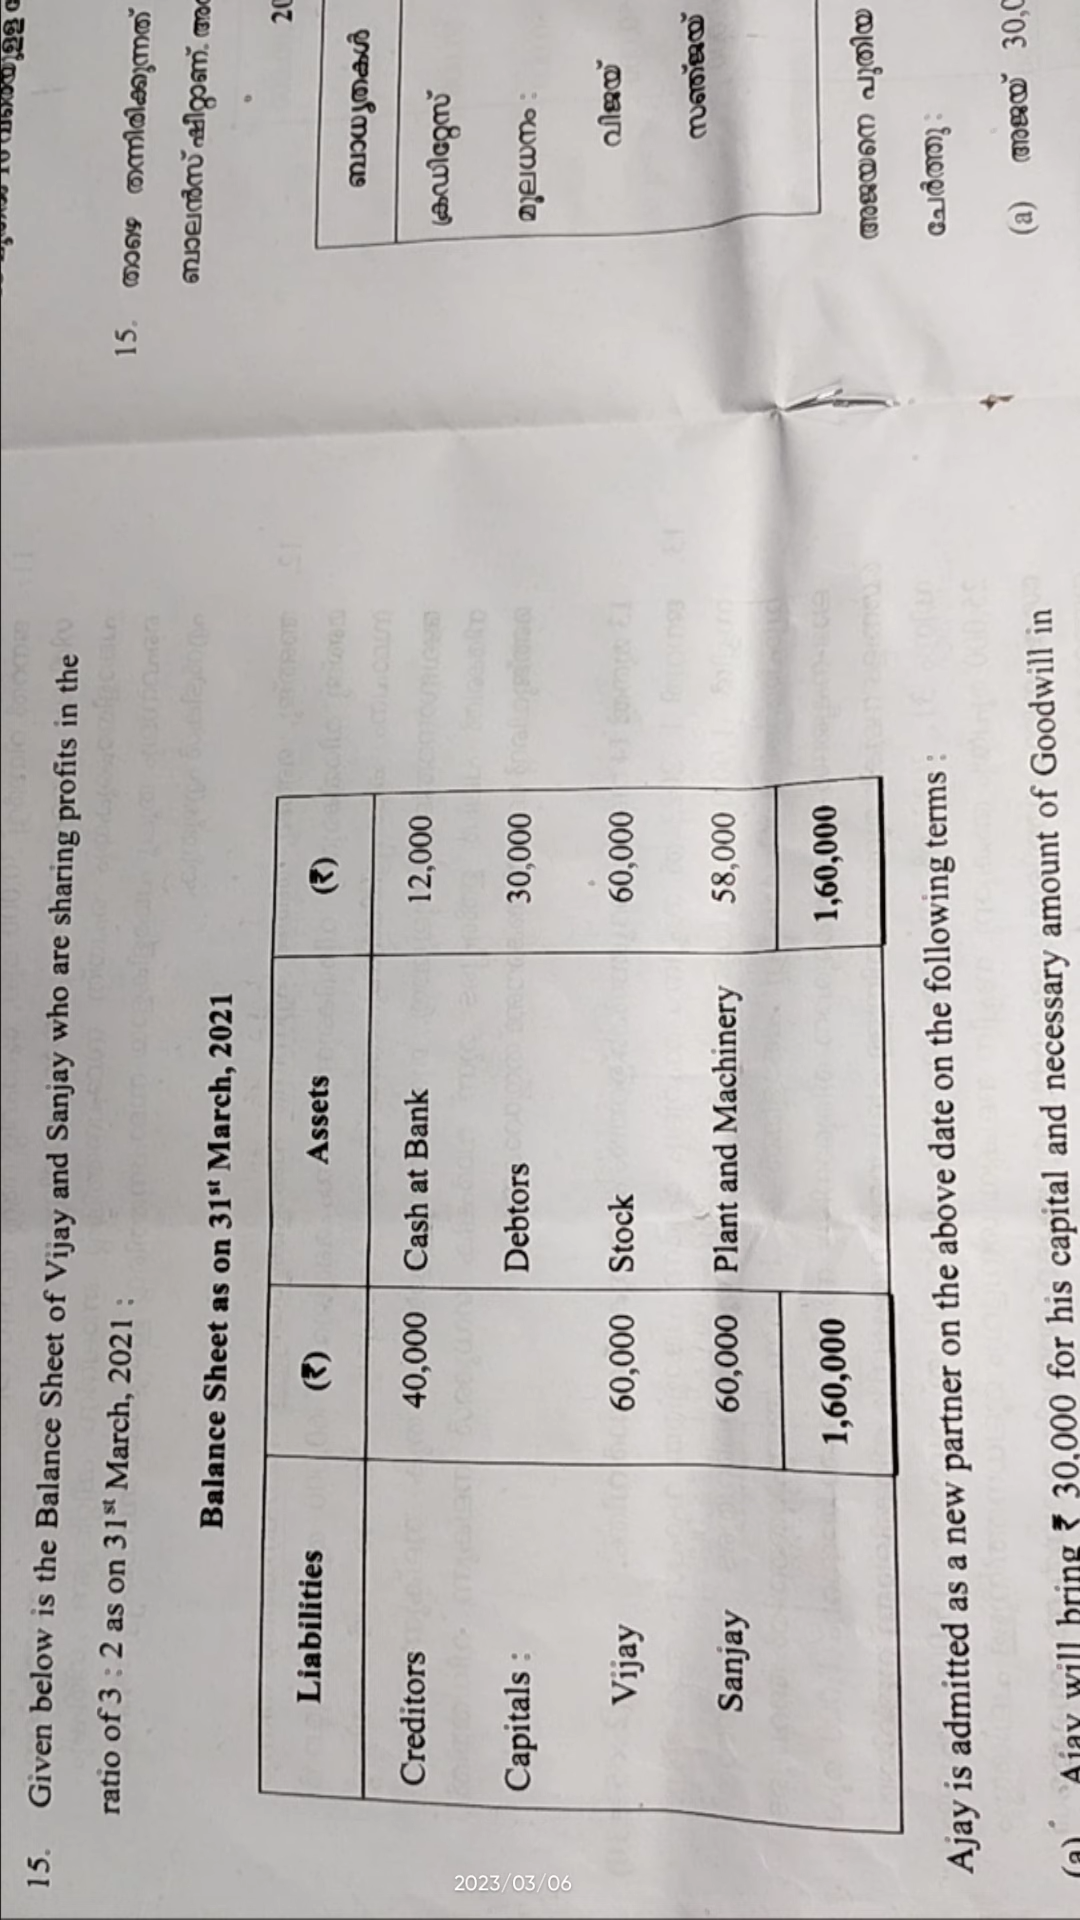 15. Given below is the Balance Sheet of Vijay and Sanjay who are sharing profits in the
ratio of 3 : 2 as on 31st March, 2021 :
Balance Sheet as on 31st March, 2021
Liabilities (₹) Assets (₹)
Creditors 40,000 Cash at Bank 12,000
Capitals : Debtors 30,000
Vijay 60,000 Stock 60,000
Sanjay 60,000 Plant and Machinery 58,000
1,60,000 1,60,000
Ajay is admitted as a new partner on the above date on the following terms :
(a) Ajay will bring ₹ 30,000 for his capital and necessary amount of Goodwill in
15. താഴെ തന്നിരിക്കുന്നത്
ബാലൻസ് ഷീറ്റാണ്.
20
ബാധ്യതകൾ
ക്രഡിറ്റേഴ്സ്
മൂലധനം :
വിജയ്
സഞ്ജയ്
അജയനെ പുതിയ
ചേർത്തു :
(a) അജയ് 30,0
2023/03/06